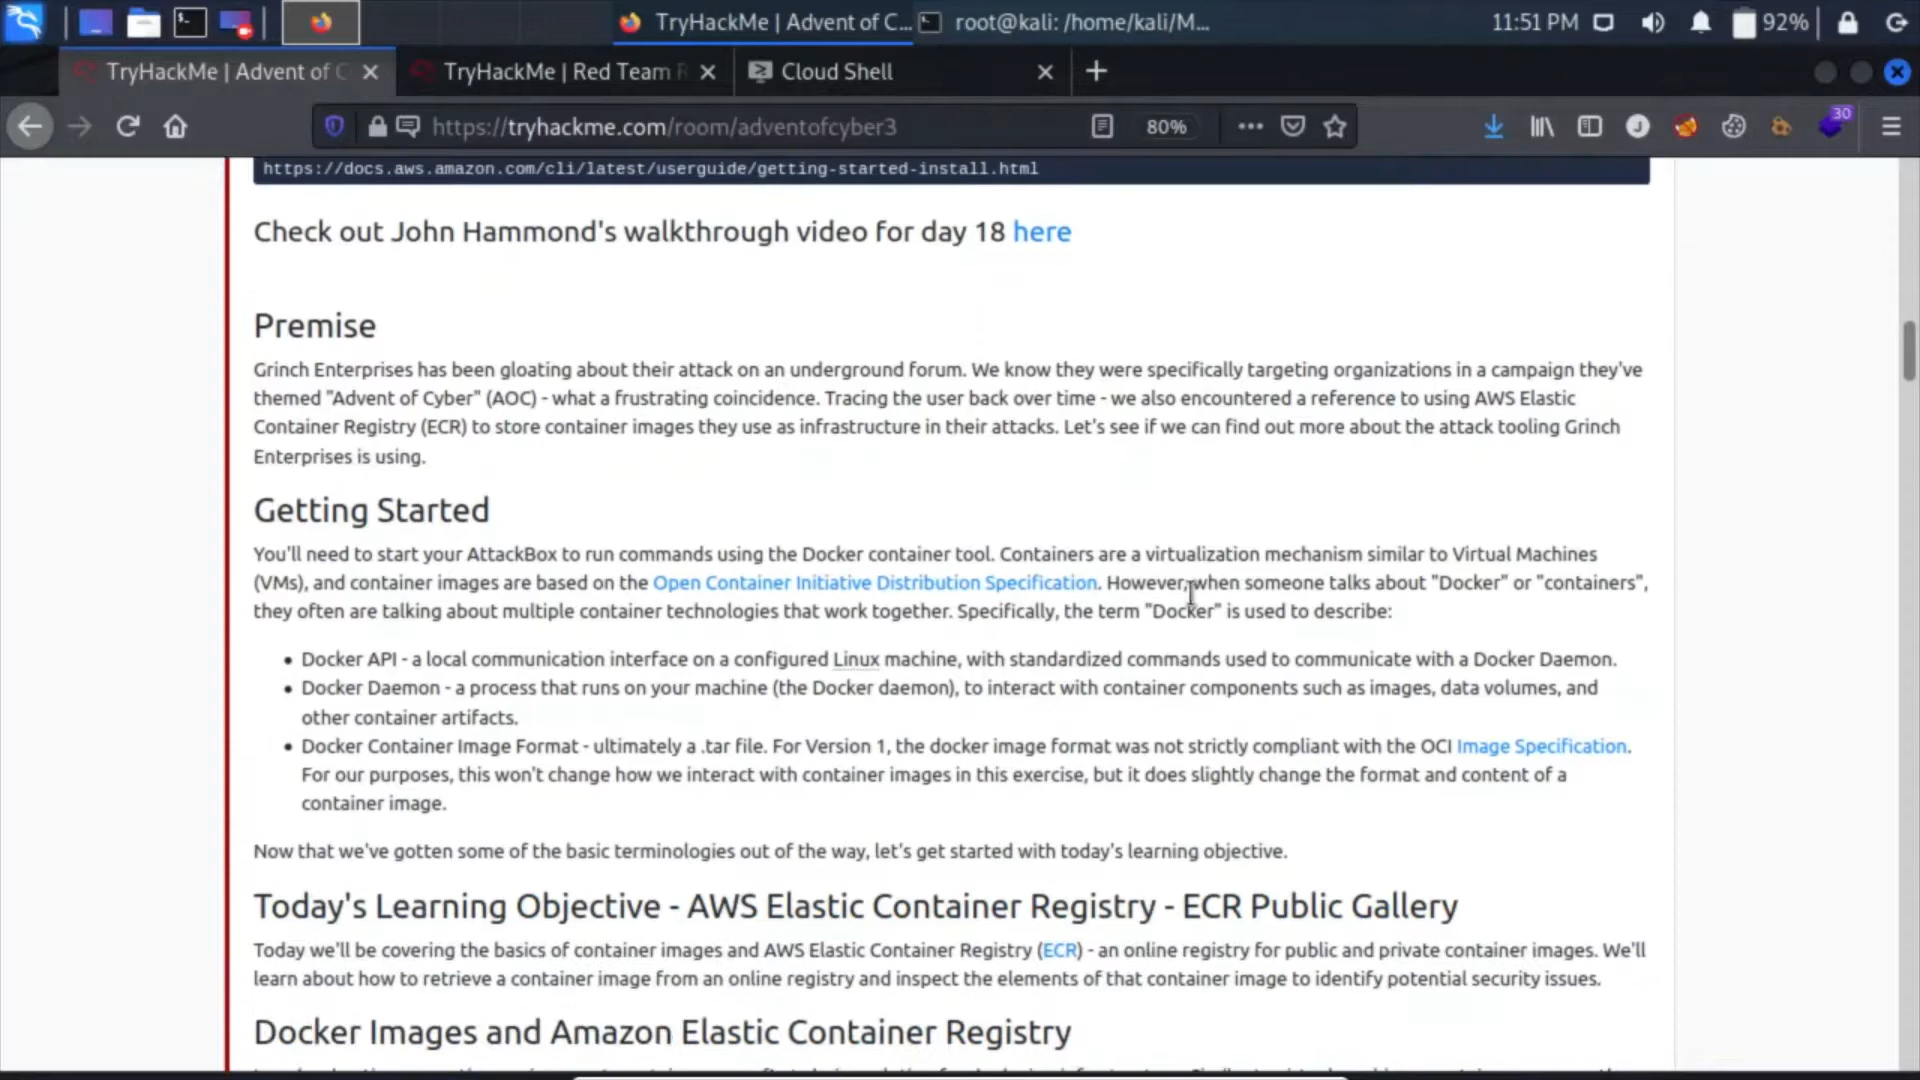 TryHackMe | Advent of C... root@kali: /home/kali/M... 11:51 PM 92%
TryHackMe | Advent of C TryHackMe | Red Team R Cloud Shell
https://tryhackme.com/room/adventofcyber3 80% 30
https://docs.aws.amazon.com/cli/latest/userguide/getting-started-install.html
Check out John Hammond's walkthrough video for day 18 here
Premise
Grinch Enterprises has been gloating about their attack on an underground forum. We know they were specifically targeting organizations in a campaign they've
themed "Advent of Cyber" (AOC) - what a frustrating coincidence. Tracing the user back over time - we also encountered a reference to using AWS Elastic
Container Registry (ECR) to store container images they use as infrastructure in their attacks. Let's see if we can find out more about the attack tooling Grinch
Enterprises is using.
Getting Started
You'll need to start your AttackBox to run commands using the Docker container tool. Containers are a virtualization mechanism similar to Virtual Machines
(VMs), and container images are based on the Open Container Initiative Distribution Specification. However, when someone talks about "Docker" or "containers",
they often are talking about multiple container technologies that work together. Specifically, the term "Docker" is used to describe:
Docker API - a local communication interface on a configured Linux machine, with standardized commands used to communicate with a Docker Daemon.
Docker Daemon - a process that runs on your machine (the Docker daemon), to interact with container components such as images, data volumes, and
other container artifacts.
Docker Container Image Format - ultimately a .tar file. For Version 1, the docker image format was not strictly compliant with the OCI Image Specification.
For our purposes, this won't change how we interact with container images in this exercise, but it does slightly change the format and content of a
container image.
Now that we've gotten some of the basic terminologies out of the way, let's get started with today's learning objective.
Today's Learning Objective - AWS Elastic Container Registry - ECR Public Gallery
Today we'll be covering the basics of container images and AWS Elastic Container Registry (ECR) - an online registry for public and private container images. We'll
learn about how to retrieve a container image from an online registry and inspect the elements of that container image to identify potential security issues.
Docker Images and Amazon Elastic Container Registry